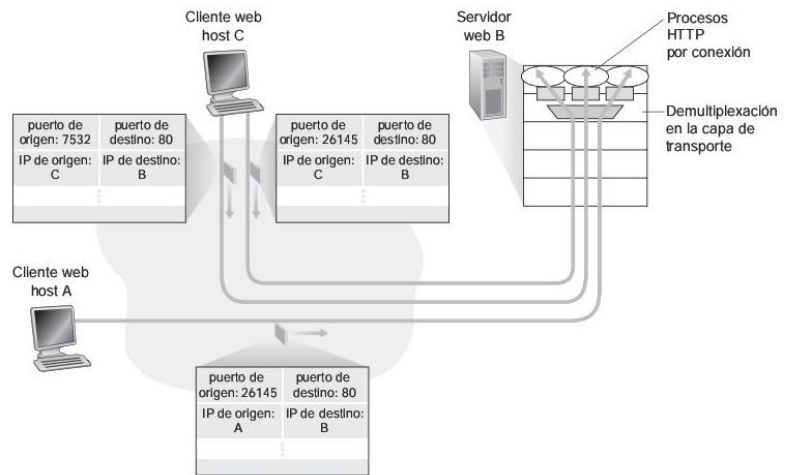 Cliente web
host C
Servidor
web B
Procesos
HTTP
por conexión
Demultiplexación
en la capa de
transporte
puerto de
origen: 7532
puerto de
destino: 80
IP de origen:
C
IP de destino:
B
puerto de
origen: 26145
puerto de
destino: 80
IP de origen:
C
IP de destino:
B
Cliente web
host A
puerto de
origen: 26145
puerto de
destino: 80
IP de origen:
A
IP de destino:
B